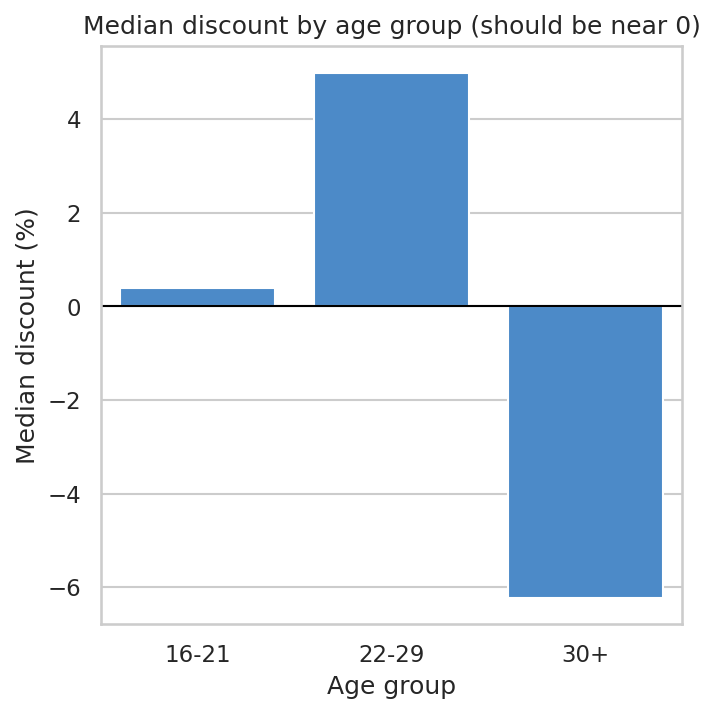 Median discount by age group (should be near 0)
Median discount (%)
4
2
0
−2
−4
−6
16-21 22-29 30+
Age group